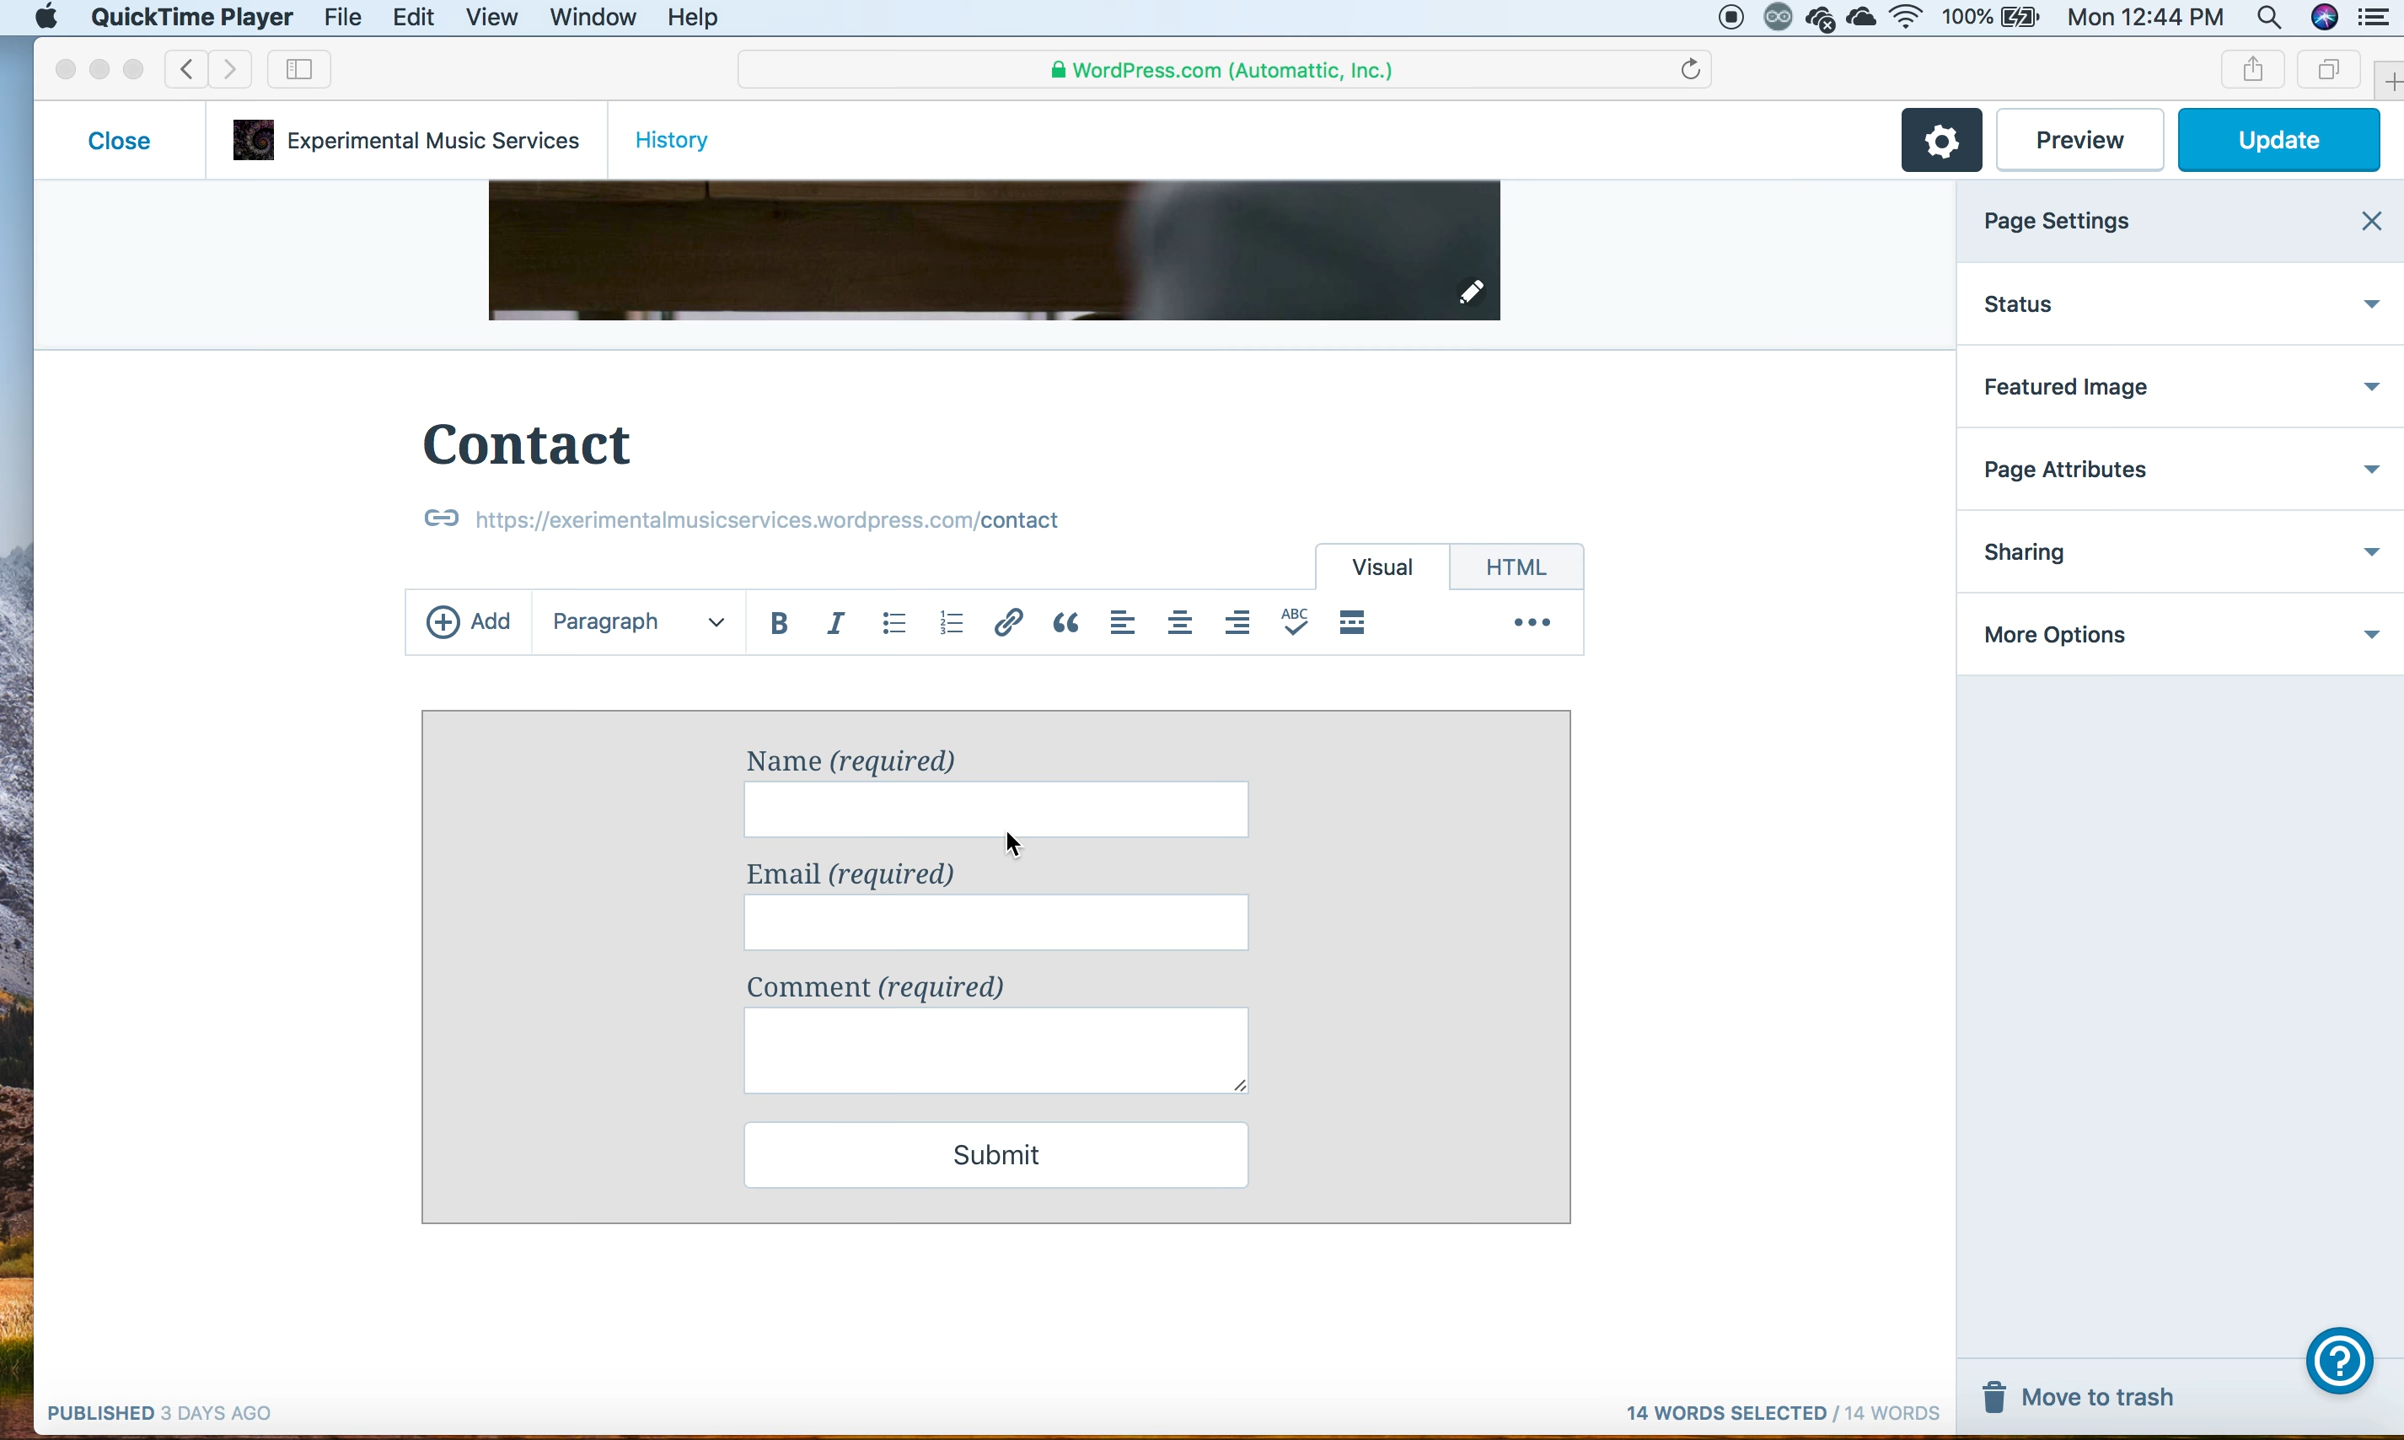 QuickTime Player File Edit View Window Help 100% Mon 12:44 PM
WordPress.com (Automattic, Inc.)
Close Experimental Music Services History Preview Update
Page Settings
Status
Featured Image
Page Attributes
Sharing
More Options
Contact
https://exerimentalmusicservices.wordpress.com/contact
Visual HTML
Add Paragraph B I ABC
Name (required)
Email (required)
Comment (required)
Submit
Move to trash
PUBLISHED 3 DAYS AGO 14 WORDS SELECTED / 14 WORDS